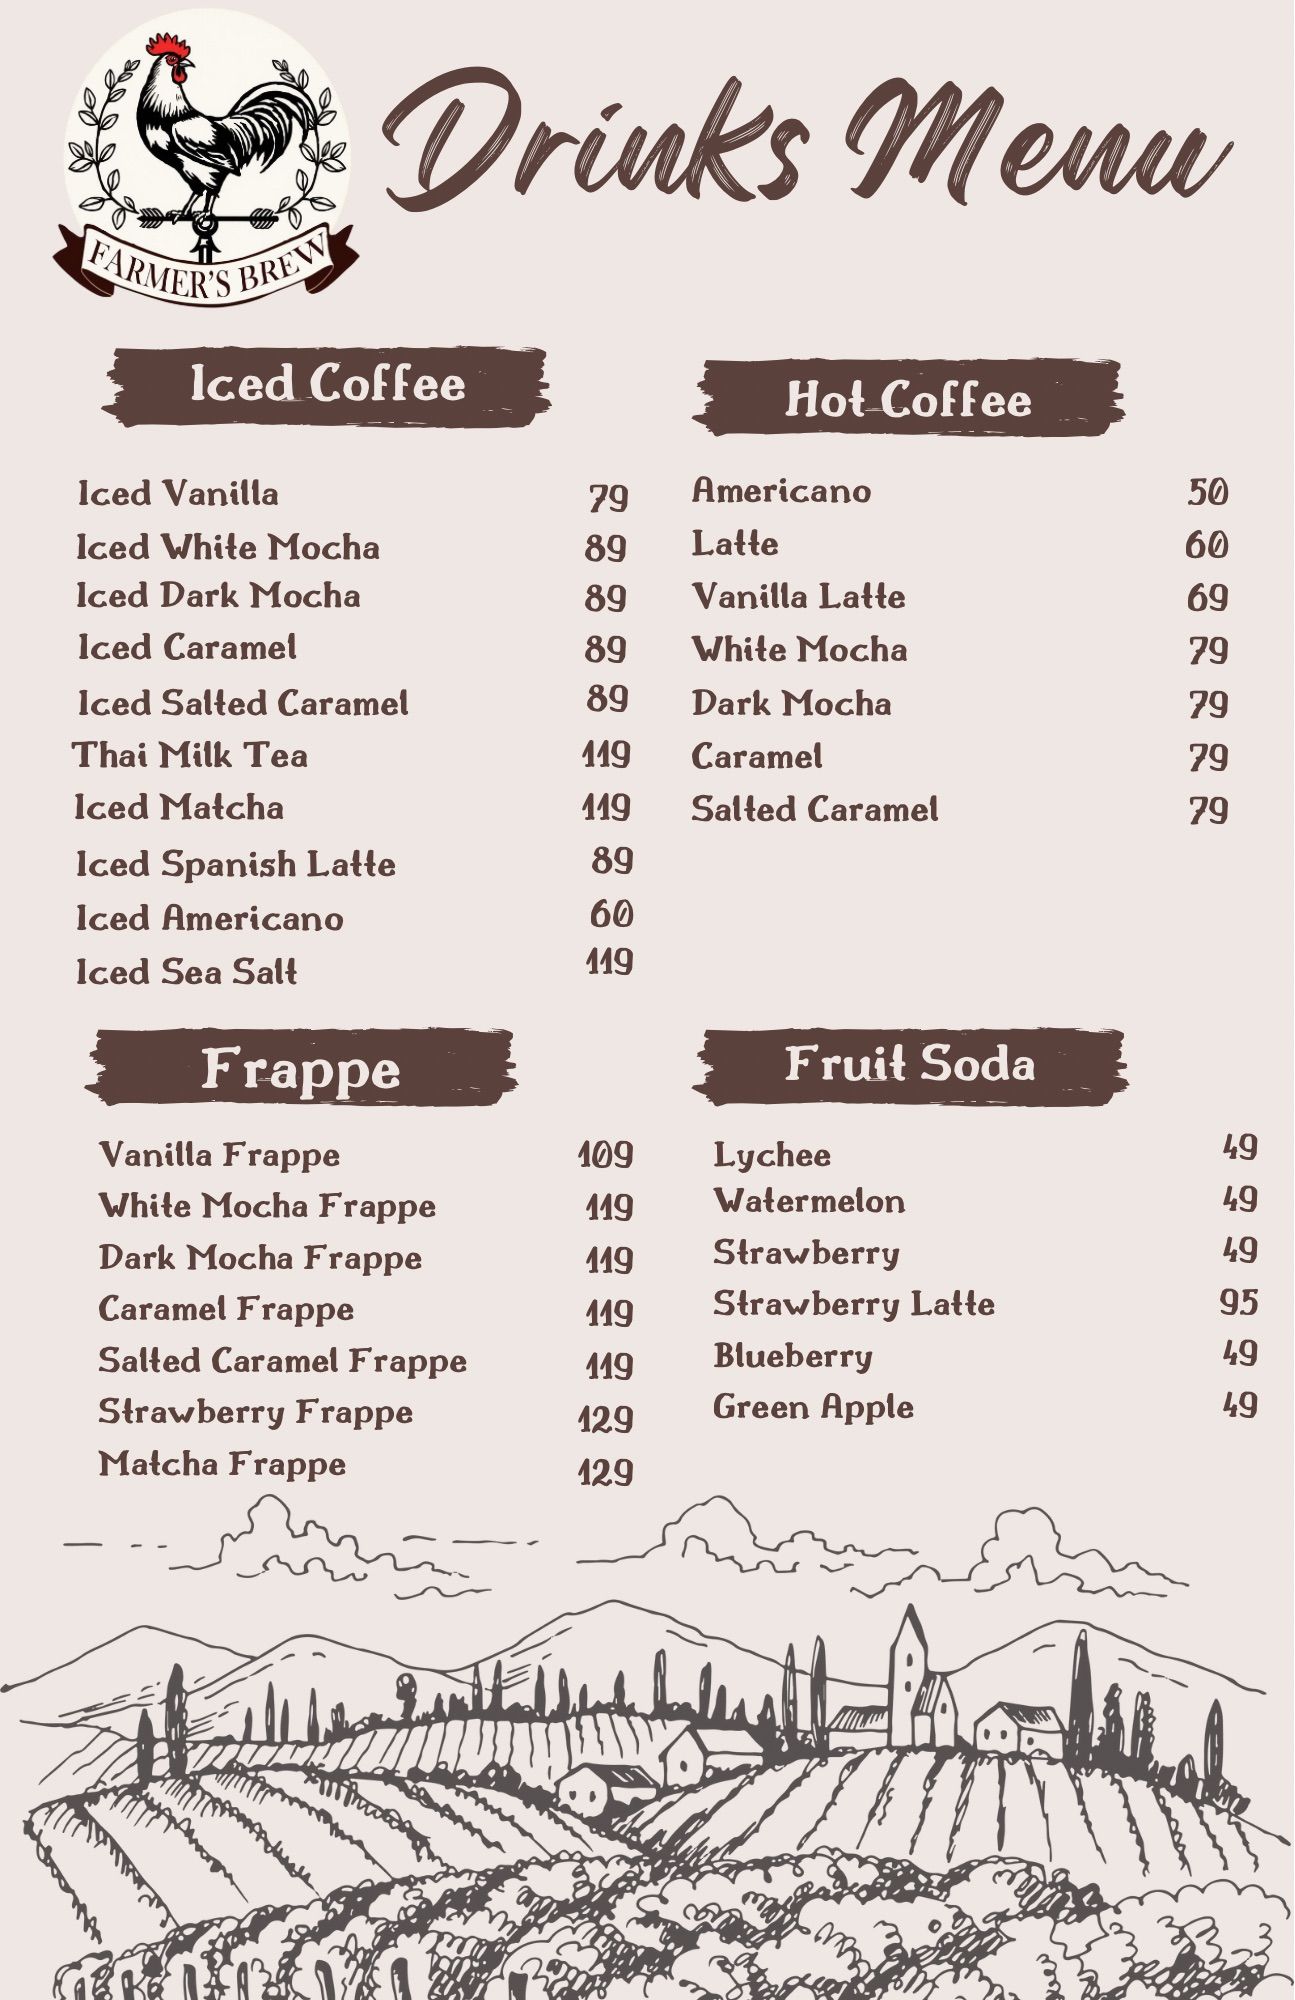 FARMER'S BREW
Drinks Menu
Iced Coffee
Iced Vanilla 79
Iced White Mocha 89
Iced Dark Mocha 89
Iced Caramel 89
Iced Salted Caramel 89
Thai Milk Tea 119
Iced Matcha 119
Iced Spanish Latte 89
Iced Americano 60
Iced Sea Salt 119
Hot Coffee
Americano 50
Latte 60
Vanilla Latte 69
White Mocha 79
Dark Mocha 79
Caramel 79
Salted Caramel 79
Frappe
Vanilla Frappe 109
White Mocha Frappe 119
Dark Mocha Frappe 119
Caramel Frappe 119
Salted Caramel Frappe 119
Strawberry Frappe 129
Matcha Frappe 129
Fruit Soda
Lychee 49
Watermelon 49
Strawberry 49
Strawberry Latte 95
Blueberry 49
Green Apple 49